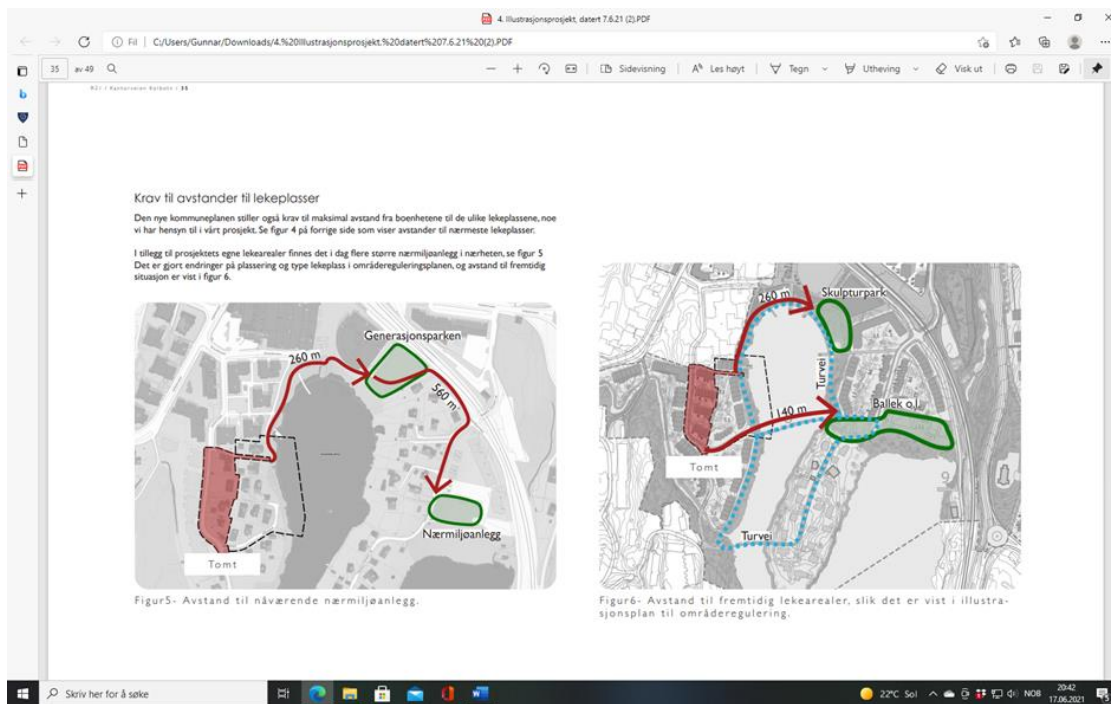 4. Illustrasjonsprosjekt, datert 7.6.21 (2).PDF
Fil | C:/Users/Gunnar/Downloads/4.%20Illustrasjonsprosjekt,%20datert%207.6.21%20(2).PDF
35 av 49 Sidevisning Les høyt Tegn Utheving Visk ut
35
Krav til avstander til lekeplasser
Den nye kommuneplanen stiller også krav til maksimal avstand fra boenhetene til de ulike lekeplassene, noe
vi har hensyn til i vårt prosjekt. Se figur 4 på forrige side som viser avstander til nærmeste lekeplasser.
I tillegg til prosjektets egne lekearealer finnes det i dag flere større nærmiljøanlegg i nærheten, se figur 5
Det er gjort endringer på plassering og type lekeplass i områdereguleringsplanen, og avstand til fremtidig
situasjon er vist i figur 6.
Generasjonsparken
260 m
560 m
Nærmiljøanlegg
Tomt
Figur5- Avstand til nåværende nærmiljøanlegg.
260 m
Skulpturpark
Turvei
Ballek o.l.
140 m
Tomt
Turvei
Figur6- Avstand til fremtidig lekearealer, slik det er vist i illustra-
sjonsplan til områderegulering.
Skriv her for å søke
22°C Sol
NOB
20:42
17.06.2021